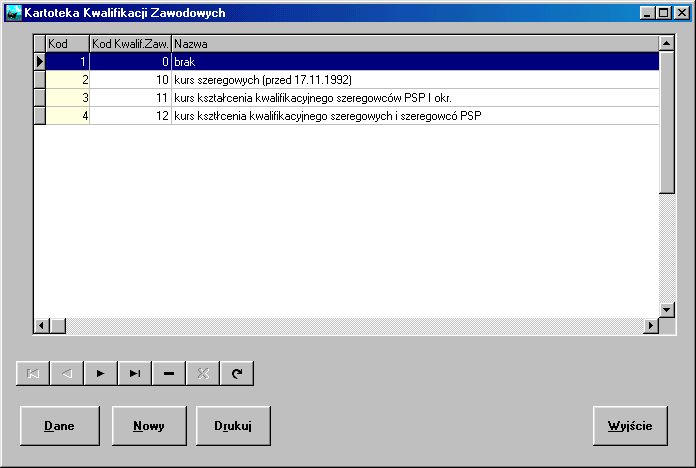 Kartoteka Kwalifikacji Zawodowych
Kod Kod Kwalif.Zaw. Nazwa
1 0 brak
2 10 kurs szeregowych (przed 17.11.1992)
3 11 kurs kształcenia kwalifikacyjnego szeregowców PSP I okr.
4 12 kurs ksztłrcenia kwalifikacyjnego szeregowych i szeregowcó PSP
Dane Nowy Drukuj Wyjście